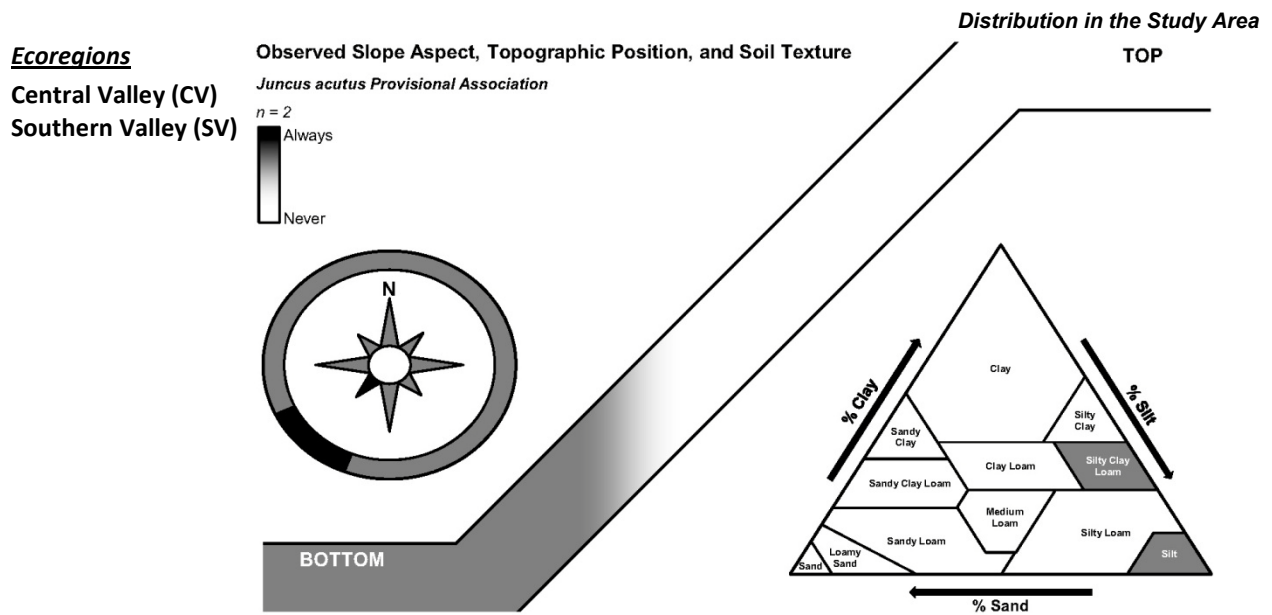 Distribution in the Study Area
Ecoregions
Central Valley (CV)
Southern Valley (SV)
Observed Slope Aspect, Topographic Position, and Soil Texture
Juncus acutus Provisional Association
n = 2
Always
Never
TOP
N
BOTTOM
% Clay
% Silt
% Sand
Clay
Silty
Clay
Sandy
Clay
Clay Loam
Silty Clay
Loam
Sandy Clay Loam
Medium
Loam
Silty Loam
Sandy Loam
Silt
Loamy
Sand
Sand